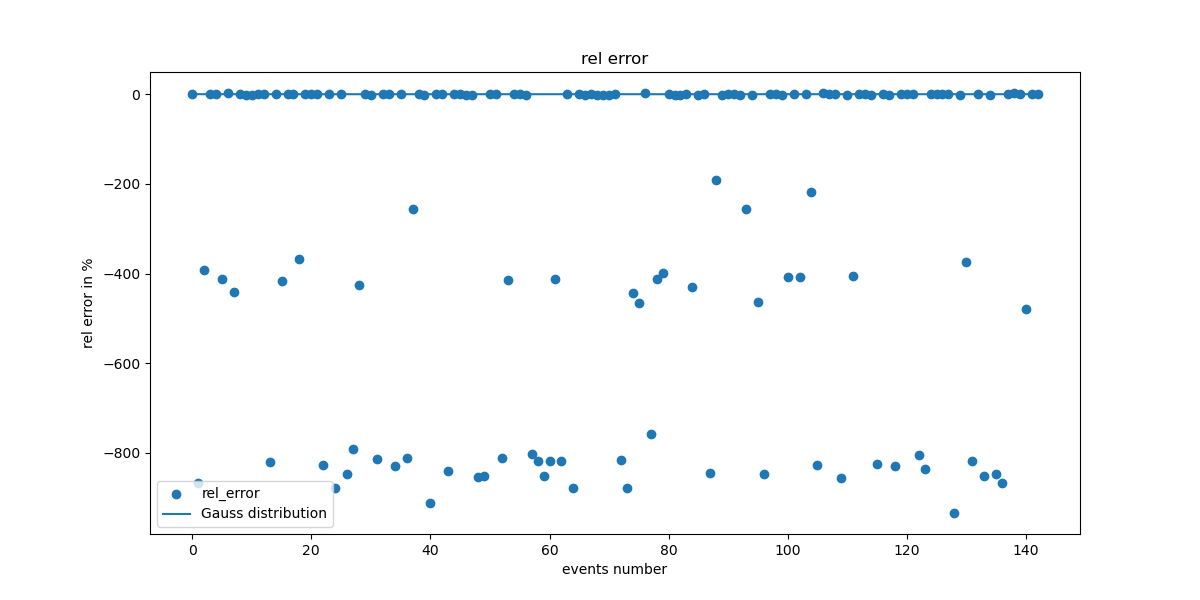 rel error
rel error in %
0
−200
−400
−600
−800
rel_error
Gauss distribution
0 20 40 60 80 100 120 140
events number